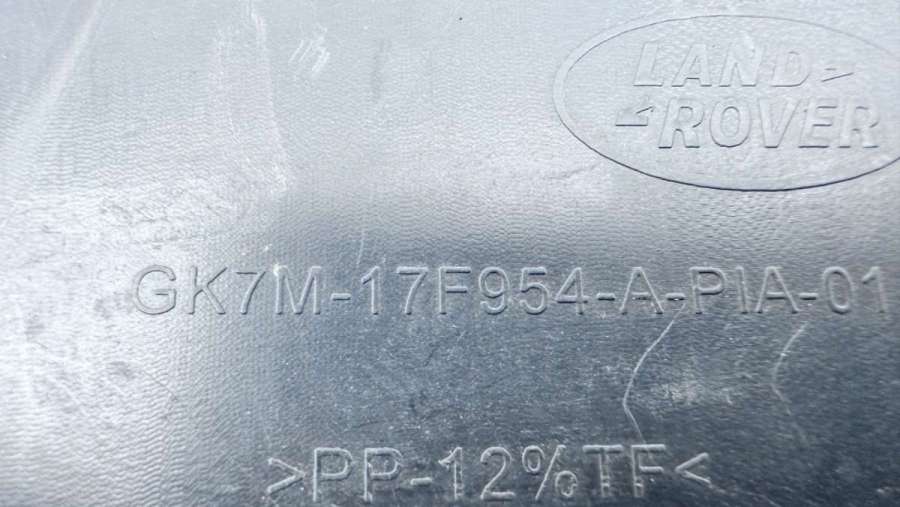 LAND
ROVER
GK7M-17F954-A-PIA-01
>PP-12%TF<